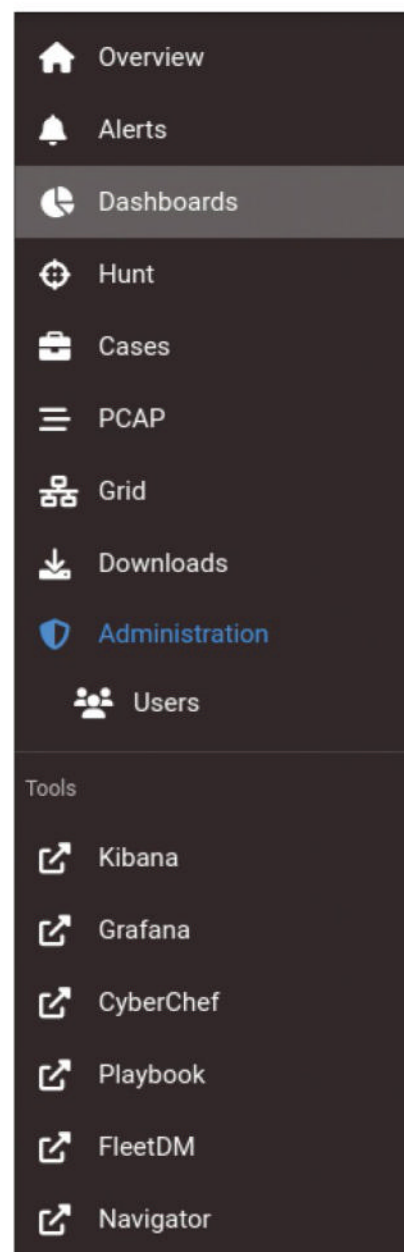 Overview
Alerts
Dashboards
Hunt
Cases
PCAP
Grid
Downloads
Administration
Users
Tools
Kibana
Grafana
CyberChef
Playbook
FleetDM
Navigator